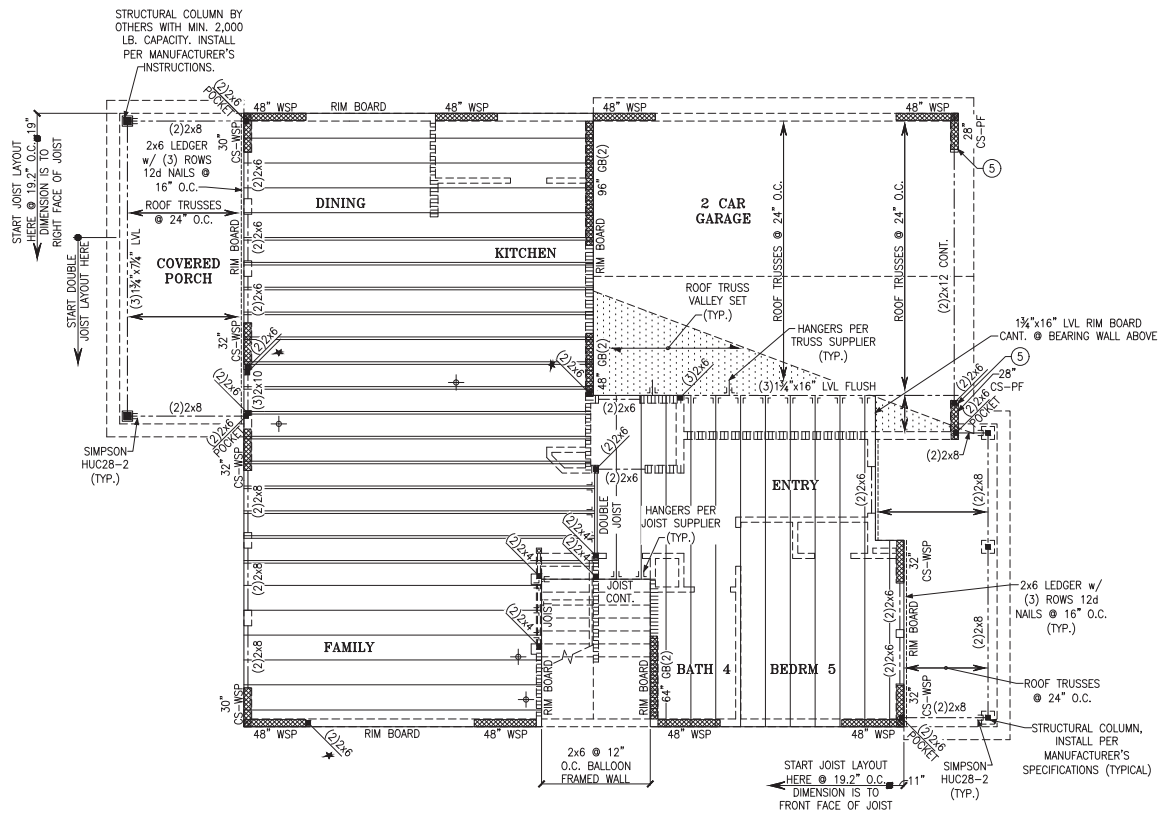 STRUCTURAL COLUMN BY
OTHERS WITH MIN. 2,000
LB. CAPACITY. INSTALL
PER MANUFACTURER'S
INSTRUCTIONS.
(2)2x6
POCKET
48" WSP
RIM BOARD
48" WSP
48" WSP
48" WSP
START JOIST LAYOUT
HERE @ 19.2" O.C.
19"
DIMENSION IS TO
RIGHT FACE OF JOIST
START DOUBLE
JOIST LAYOUT HERE
(2)2x8
30"
CS-WSP
2x6 LEDGER
w/ (3) ROWS
12d NAILS @
16" O.C.
ROOF TRUSSES
@ 24" O.C.
(3)1¾"x7¼" LVL
COVERED
PORCH
RIM BOARD
(2)2x6
(2)2x6
(2)2x6
32"
CS-WSP
(2)2x6
(3)2x10
(2)2x6
(2)2x8
(2)2x6
POCKET
SIMPSON
HUC28-2
(TYP.)
32"
CS-WSP
(2)2x8
(2)2x8
(2)2x8
30"
CS-WSP
DINING
KITCHEN
FAMILY
96" GB(2)
RIM BOARD
48" GB(2)
2 CAR
GARAGE
ROOF TRUSSES @ 24" O.C.
ROOF TRUSSES @ 24" O.C.
28"
CS-PF
5
(2)2x12 CONT.
ROOF TRUSS
VALLEY SET
(TYP.)
HANGERS PER
TRUSS SUPPLIER
(TYP.)
1¾"x16" LVL RIM BOARD
CANT. @ BEARING WALL ABOVE
5
(3)2x6
(3)1¾"x16" LVL FLUSH
(2)2x6
28"
CS-PF
(2)2x6
POCKET
(2)2x8
(2)2x6
(2)2x6
(2)2x6
DOUBLE
JOIST
HANGERS PER
JOIST SUPPLIER
(TYP.)
(2)2x4
(2)2x4
(2)2x4
(2)2x4
JOIST
CONT.
JOIST
RIM BOARD
RIM BOARD
64" GB(2)
ENTRY
(2)2x6
(2)2x8
BATH 4
BEDRM 5
32"
CS-WSP
(2)2x6
(2)2x6
RIM BOARD
2x6 LEDGER w/
(3) ROWS 12d
NAILS @ 16" O.C.
(TYP.)
(2)2x8
ROOF TRUSSES
@ 24" O.C.
32"
CS-WSP
(2)2x8
(2)2x6
POCKET
STRUCTURAL COLUMN,
INSTALL PER
MANUFACTURER'S
SPECIFICATIONS (TYPICAL)
SIMPSON
HUC28-2
(TYP.)
48" WSP
(2)2x6
RIM BOARD
48" WSP
48" WSP
48" WSP
2x6 @ 12"
O.C. BALLOON
FRAMED WALL
START JOIST LAYOUT
HERE @ 19.2" O.C.
11"
DIMENSION IS TO
FRONT FACE OF JOIST